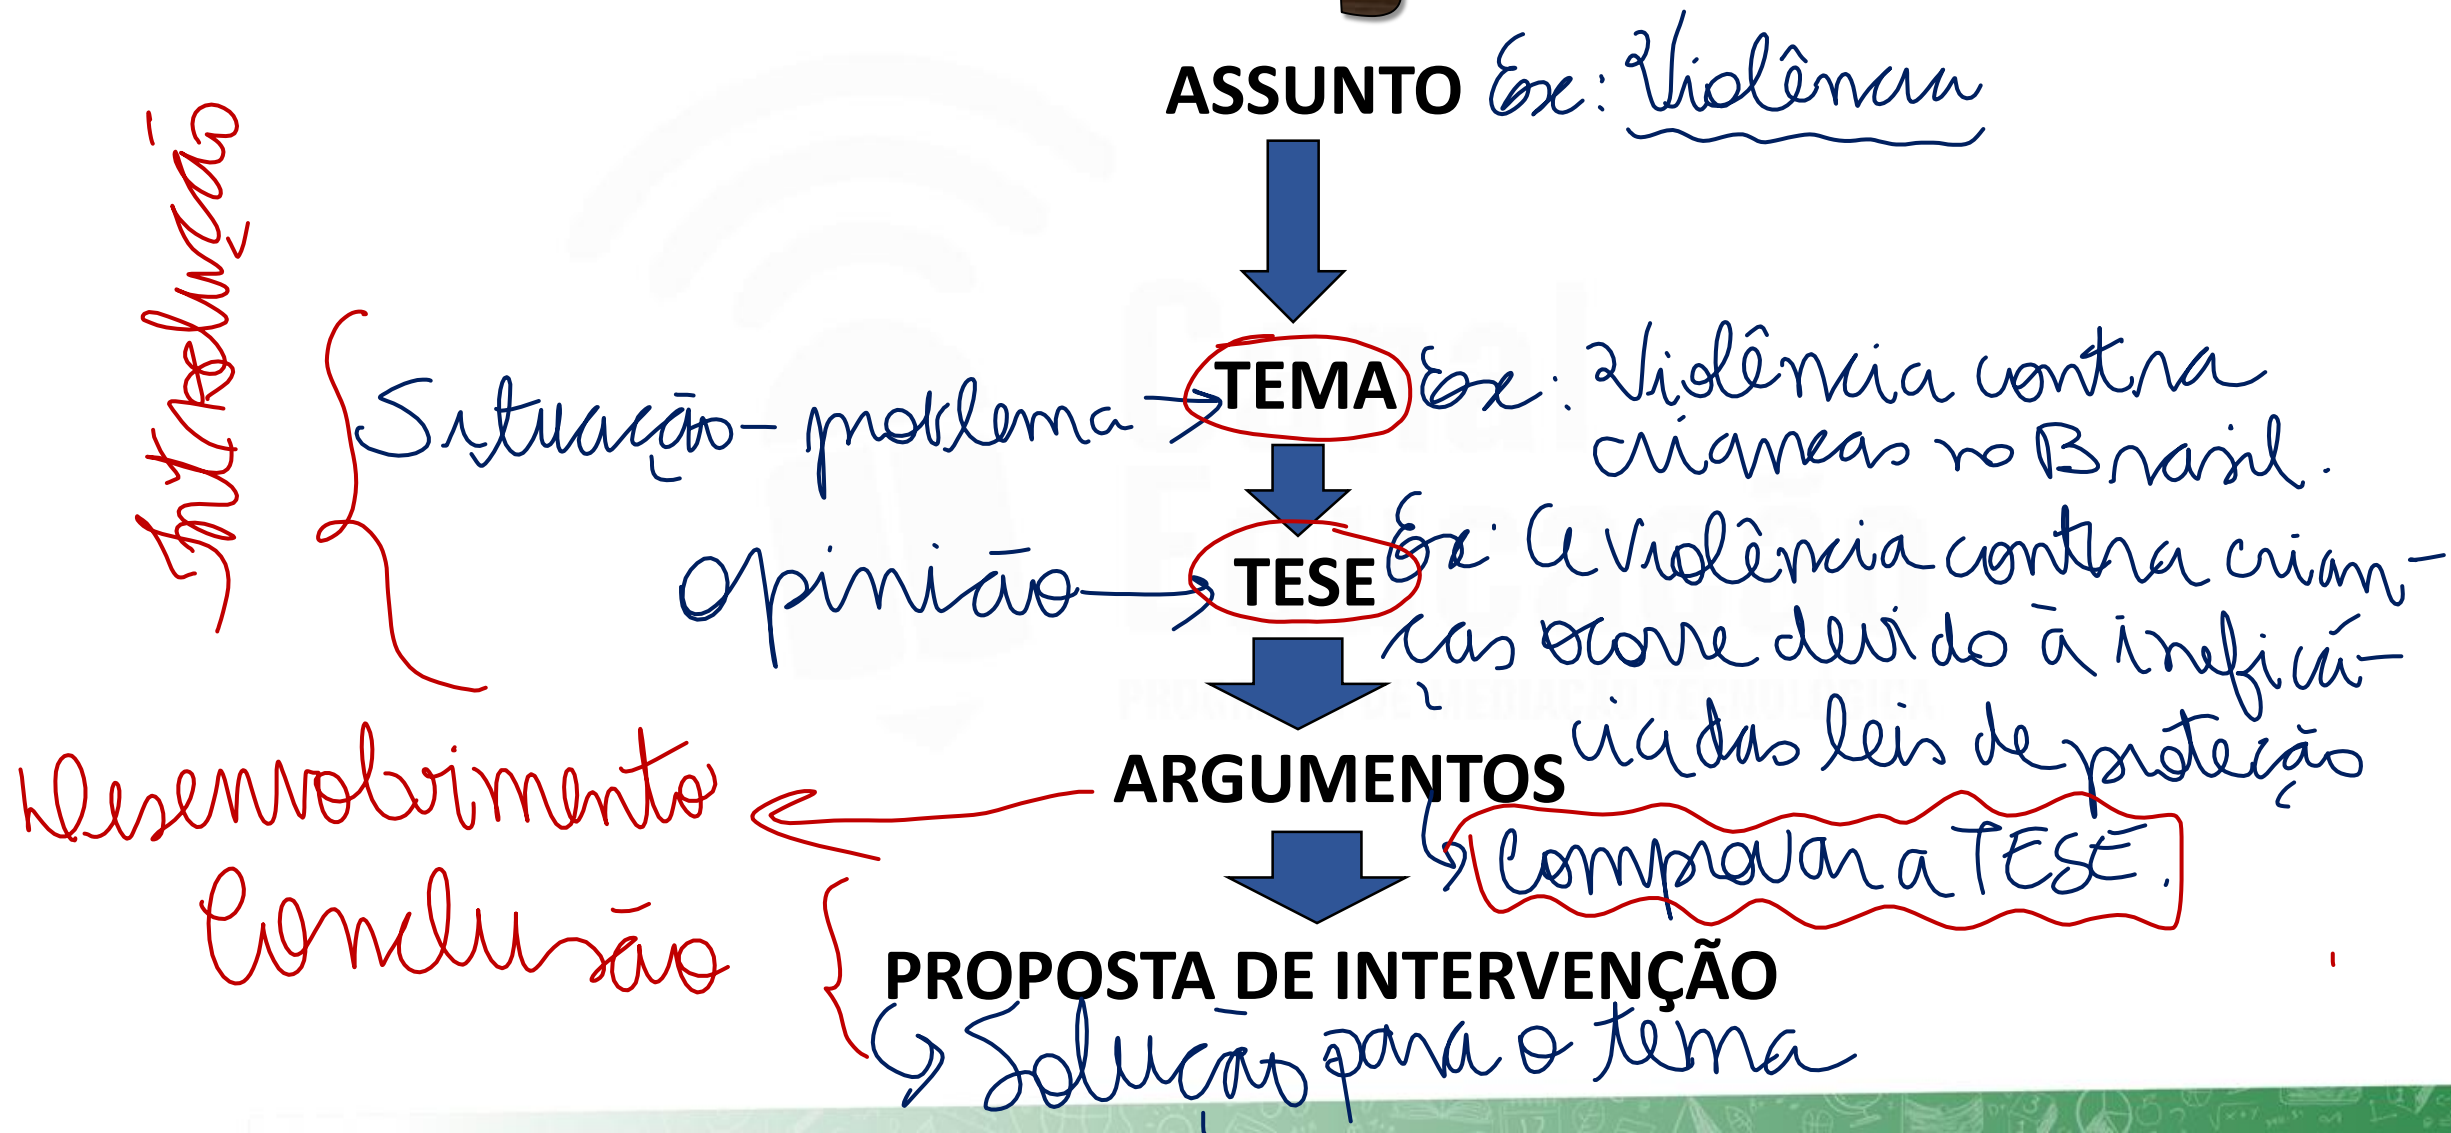 ASSUNTO Ex: Violência
Introdução
TEMA Ex: Violência contra
crianças no Brasil.
Situação-problema
TESE Ex: A violência contra crian-
ças ocorre devido à inefica-
cia das leis de proteção
opinião
ARGUMENTOS
Desenvolvimento
Comprovar a TESE.
Conclusão
PROPOSTA DE INTERVENÇÃO
Solução para o tema